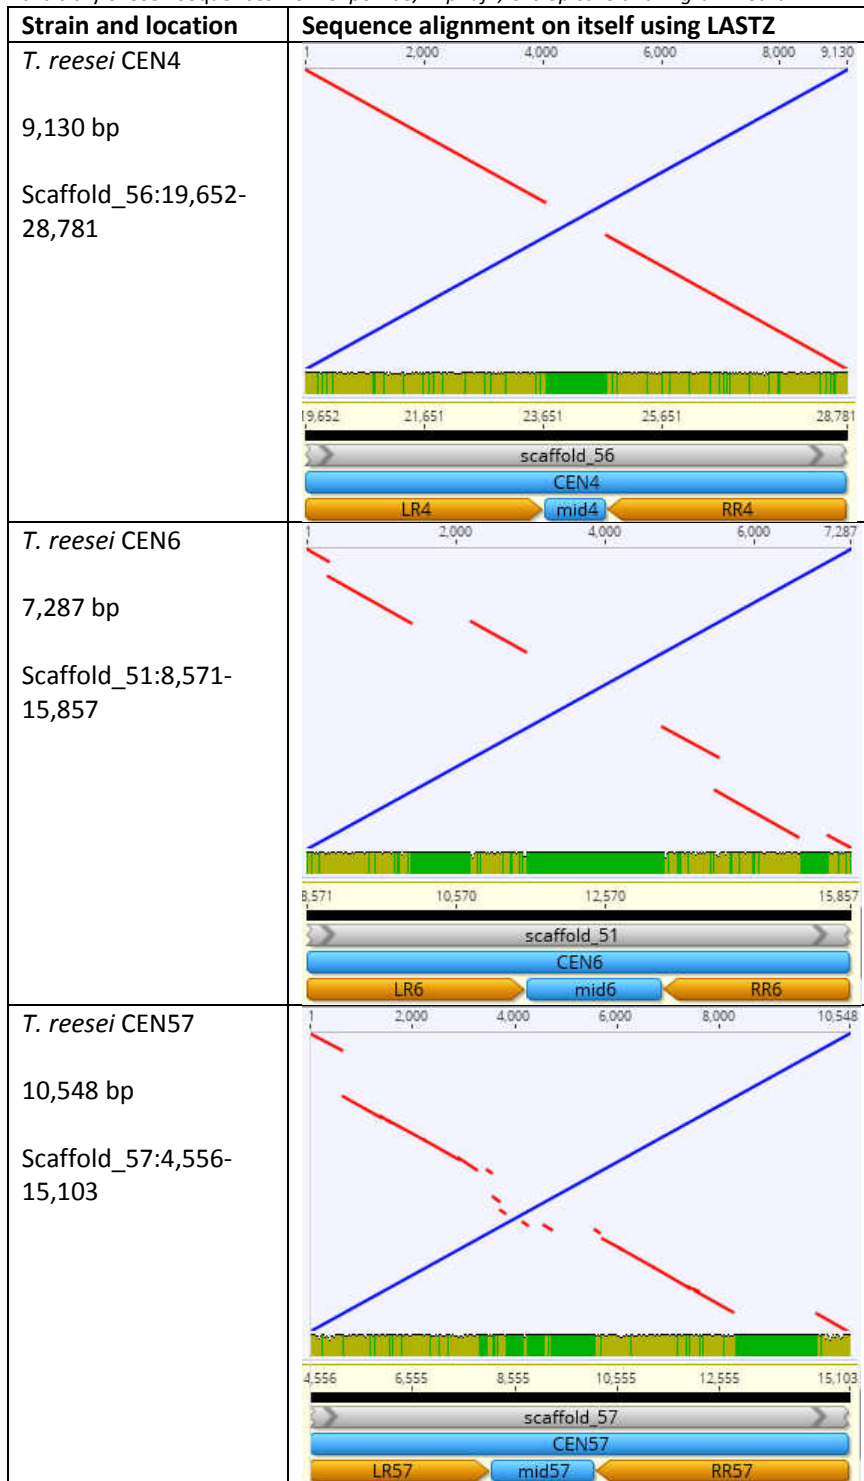 Strain and location Sequence alignment on itself using LASTZ
T. reesei CEN4
9,130 bp
Scaffold_56:19,652-
28,781
1 2,000 4,000 6,000 8,000 9,130
19,652 21,651 23,651 25,651 28,781
scaffold_56
CEN4
LR4 mid4 RR4
T. reesei CEN6
7,287 bp
Scaffold_51:8,571-
15,857
1 2,000 4,000 6,000 7,287
8,571 10,570 12,570 15,857
scaffold_51
CEN6
LR6 mid6 RR6
T. reesei CEN57
10,548 bp
Scaffold_57:4,556-
15,103
1 2,000 4,000 6,000 8,000 10,548
4,556 6,555 8,555 10,555 12,555 15,103
scaffold_57
CEN57
LR57 mid57 RR57